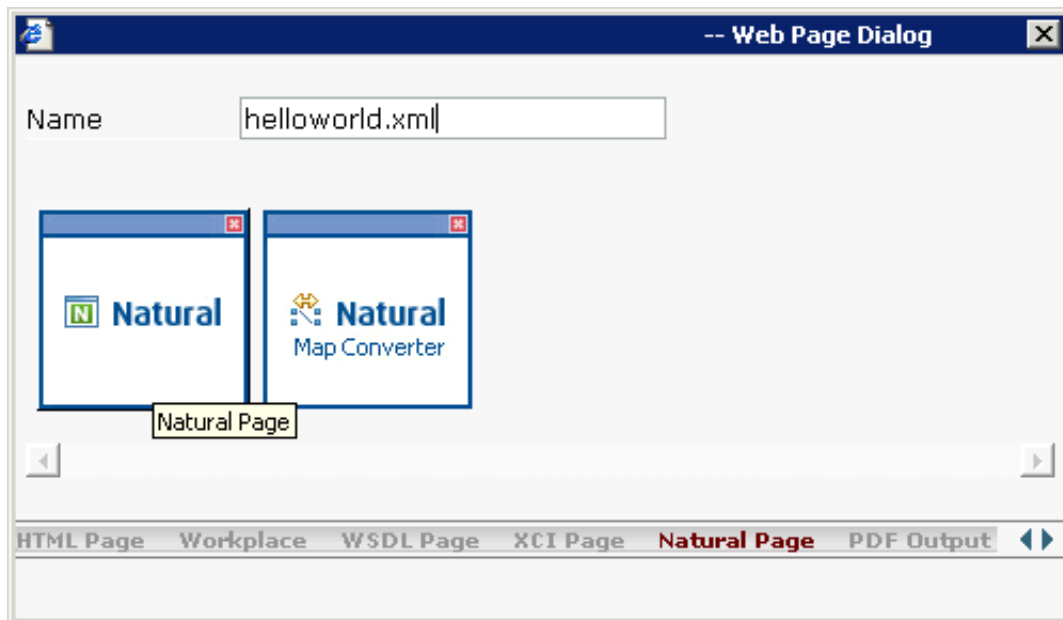 -- Web Page Dialog
Name helloworld.xml
Natural Natural
Map Converter
Natural Page
HTML Page Workplace WSDL Page XCI Page Natural Page PDF Output